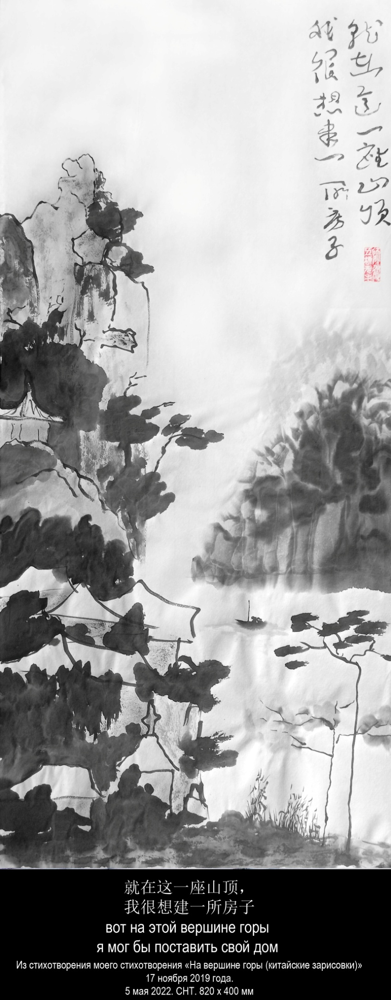 就在這一座山頂
我很想建一所房子
就在这一座山顶，
我很想建一所房子
вот на этой вершине горы
я мог бы поставить свой дом
Из стихотворения моего стихотворения «На вершине горы (китайские зарисовки)»
17 ноября 2019 года.
5 мая 2022. СНТ. 820 х 400 мм